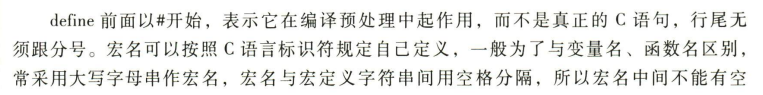 define 前面以#开始，表示它在编译预处理中起作用，而不是真正的 C 语句，行尾无
须跟分号。宏名可以按照 C 语言标识符规定自己定义，一般为了与变量名、函数名区别，
常采用大写字母串作宏名，宏名与宏定义字符串间用空格分隔，所以宏名中间不能有空